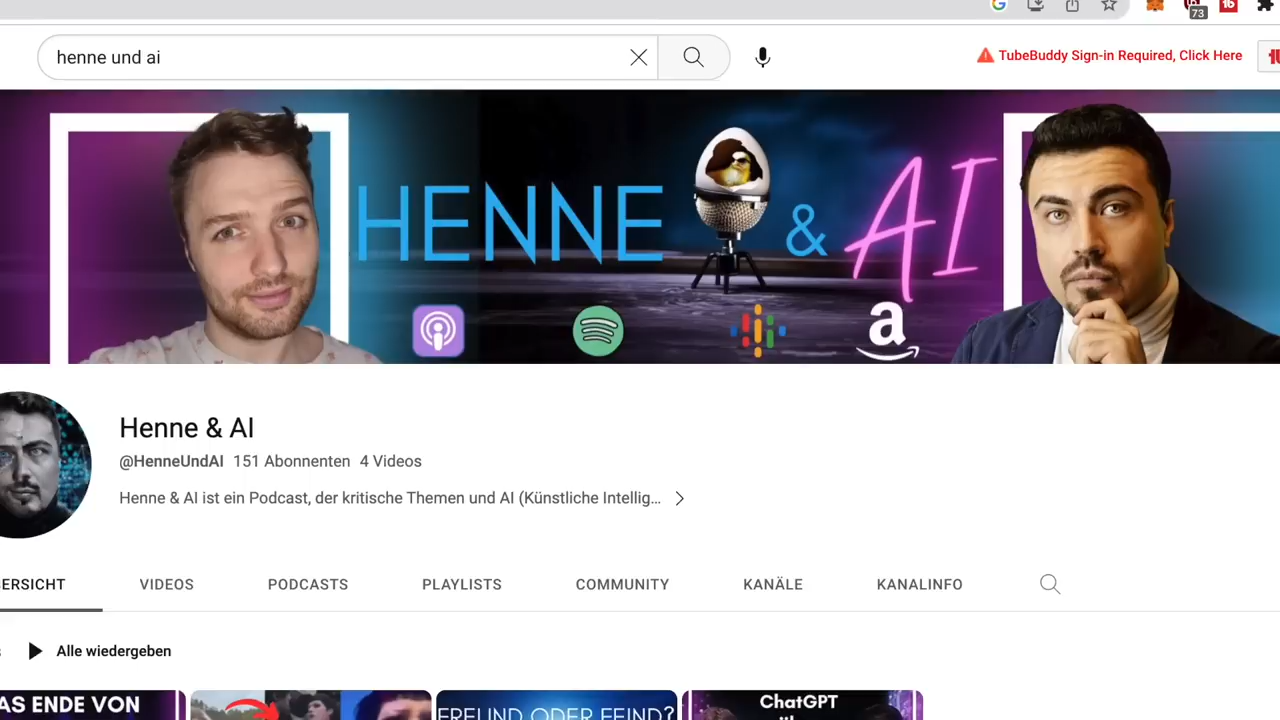 73
16
henne und ai
TubeBuddy Sign-in Required, Click Here
HENNE & AI
a
Henne & AI
@HenneUndAI 151 Abonnenten 4 Videos
Henne & AI ist ein Podcast, der kritische Themen und AI (Künstliche Intellig...
ERSICHT VIDEOS PODCASTS PLAYLISTS COMMUNITY KANÄLE KANALINFO
Alle wiedergeben
AS ENDE VON
FREUND ODER FEIND?
ChatGPT